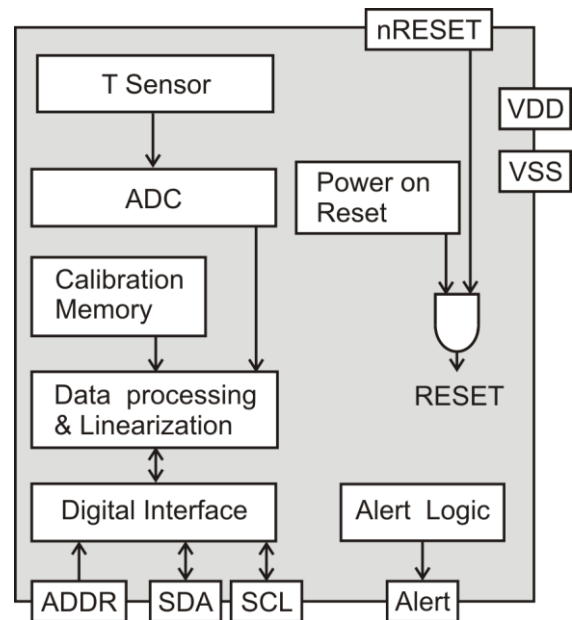 nRESET
T Sensor
VDD
VSS
ADC
Power on
Reset
Calibration
Memory
Data processing
& Linearization
RESET
Digital Interface
Alert Logic
ADDR
SDA
SCL
Alert